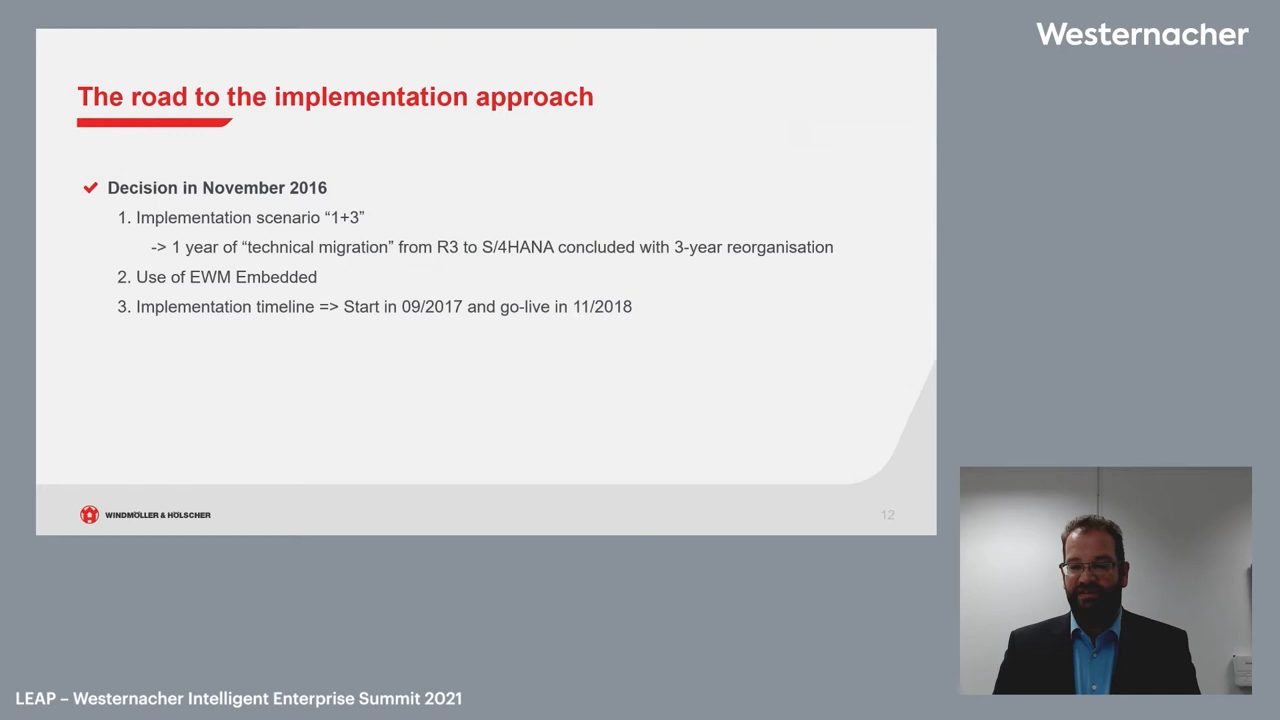 Westernacher
The road to the implementation approach
Decision in November 2016
1. Implementation scenario “1+3”
-> 1 year of “technical migration” from R3 to S/4HANA concluded with 3-year reorganisation
2. Use of EWM Embedded
3. Implementation timeline => Start in 09/2017 and go-live in 11/2018
WINDMÖLLER & HÖLSCHER
12
LEAP – Westernacher Intelligent Enterprise Summit 2021